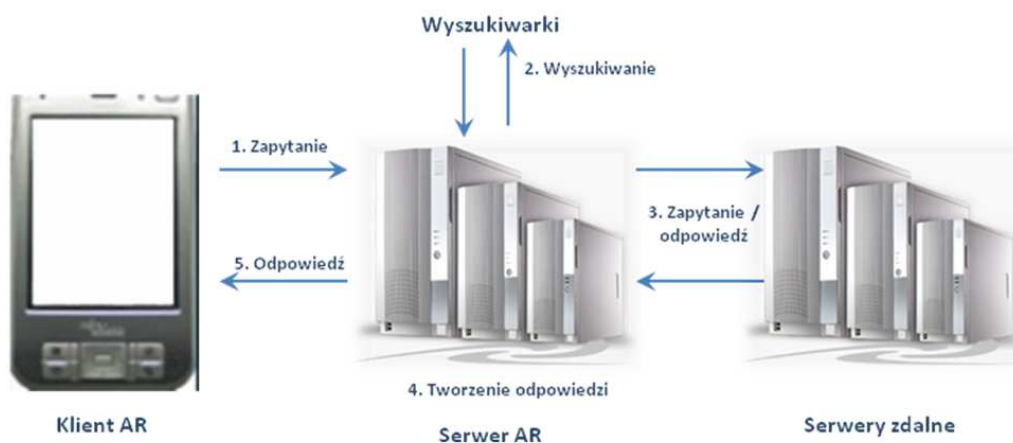 Wyszukiwarki
2. Wyszukiwanie
1. Zapytanie
3. Zapytanie /
odpowiedź
5. Odpowiedź
4. Tworzenie odpowiedzi
Klient AR
Serwer AR
Serwery zdalne